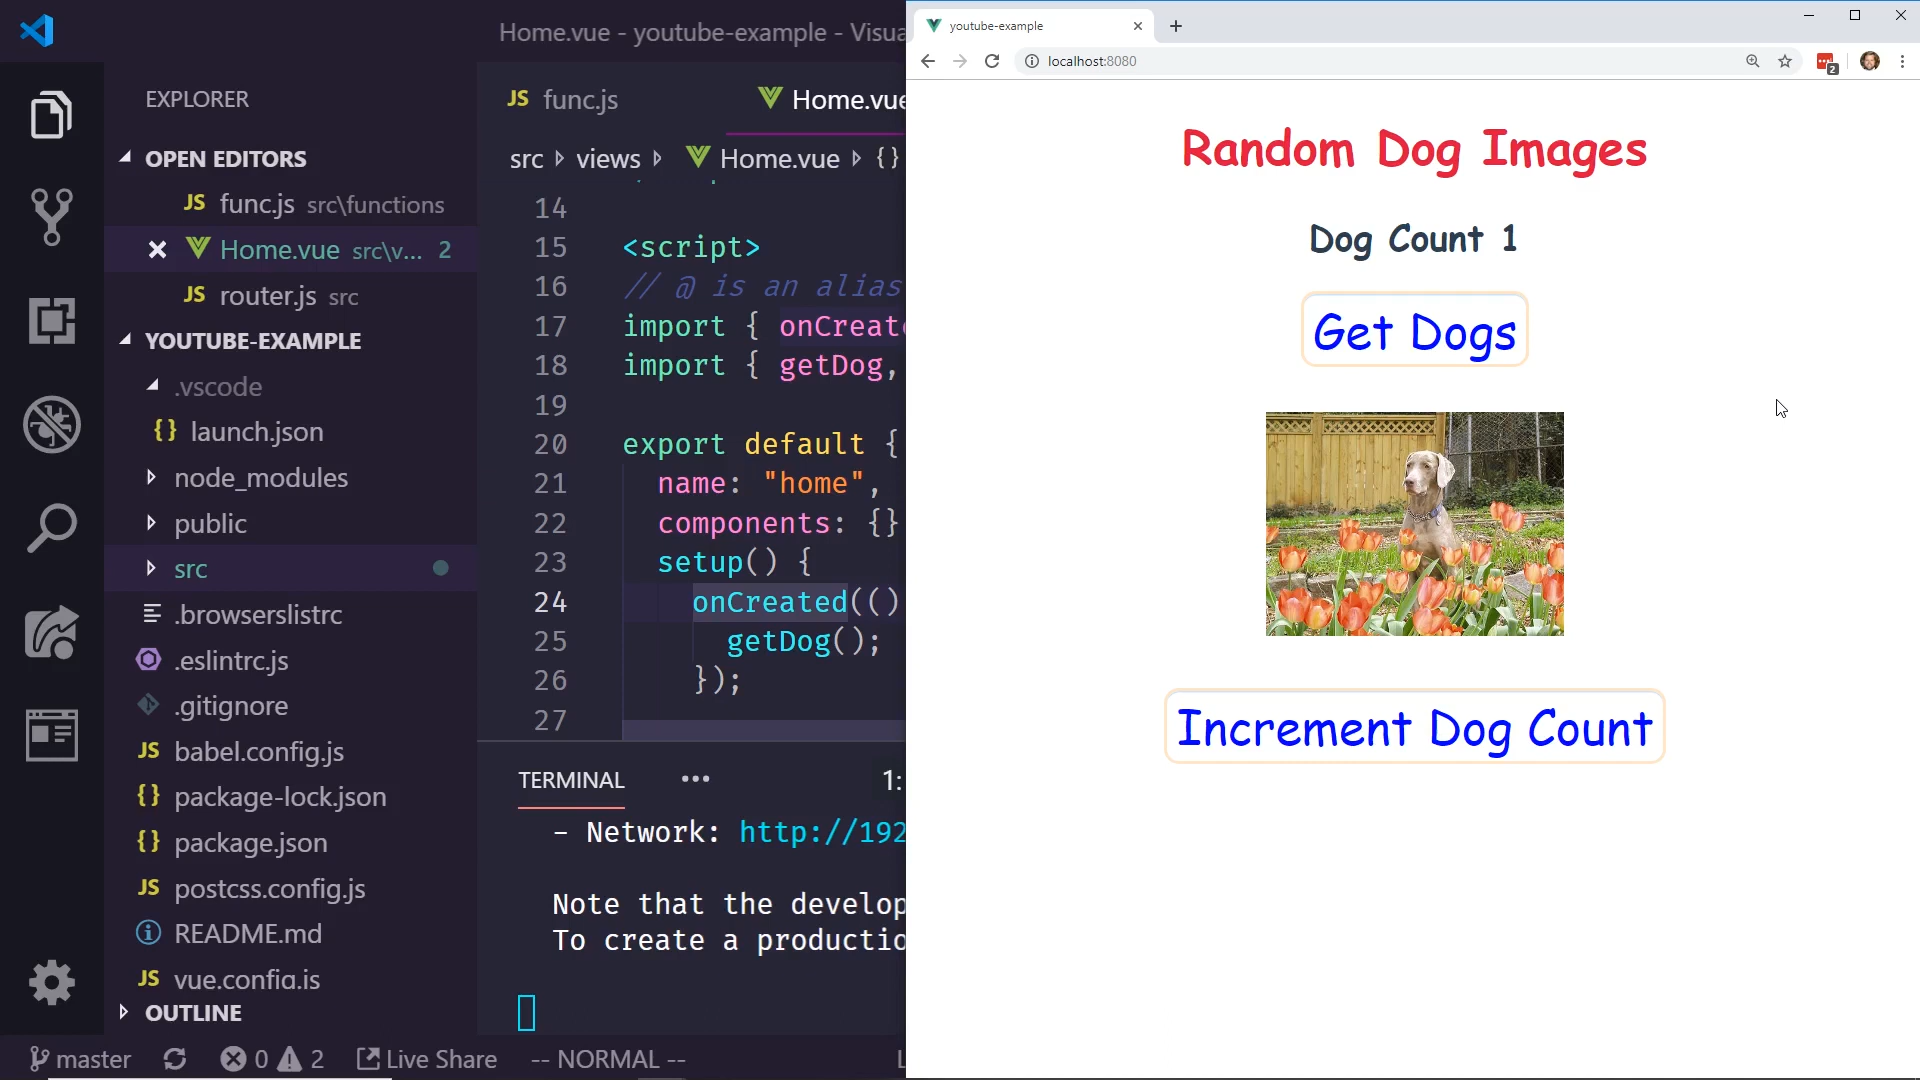 Home.vue - youtube-example - Visua
EXPLORER
OPEN EDITORS
JS func.js src\functions
Home.vue src\v... 2
JS router.js src
YOUTUBE-EXAMPLE
.vscode
{} launch.json
node_modules
public
src
.browserslistrc
.eslintrc.js
.gitignore
JS babel.config.js
{} package-lock.json
{} package.json
JS postcss.config.js
README.md
JS vue.config.js
OUTLINE
JS func.js
Home.vue
src views Home.vue {}
14
15 <script>
16 // @ is an alias
17 import { onCreate
18 import { getDog,
19
20 export default {
21 name: "home",
22 components: {}
23 setup() {
24 onCreated(()
25 getDog();
26 });
27
TERMINAL ... 1:
- Network: http://192
Note that the develop
To create a productio
master 0 2 Live Share -- NORMAL -- L
youtube-example
localhost:8080
2
Random Dog Images
Dog Count 1
Get Dogs
Increment Dog Count